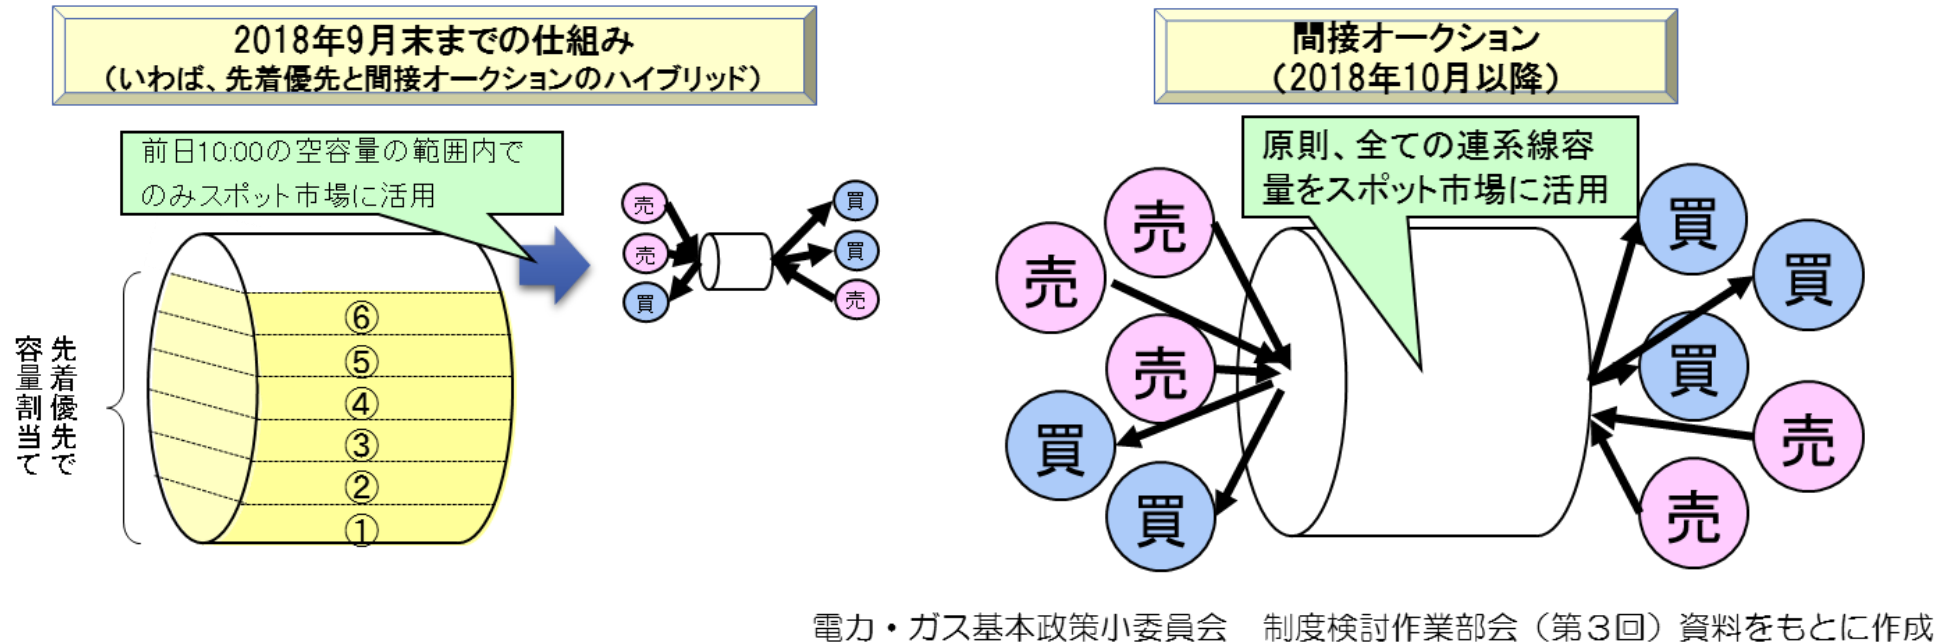 2018年9月末までの仕組み
(いわば、先着優先と間接オークションのハイブリッド)
前日10:00の空容量の範囲内で
のみスポット市場に活用
先着優先で
容量割当て
⑥
⑤
④
③
②
①
売
売
買
買
買
売
間接オークション
(2018年10月以降)
原則、全ての連系線容
量をスポット市場に活用
売
売
売
買
買
買
買
買
売
売
電力・ガス基本政策小委員会　制度検討作業部会(第3回)資料をもとに作成